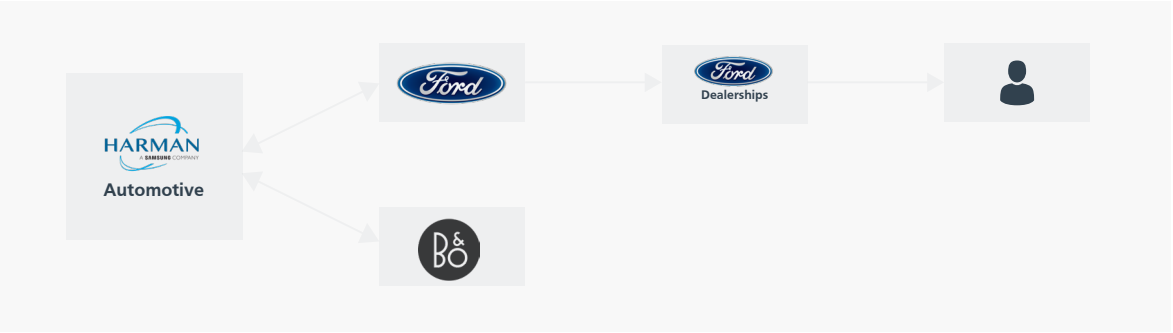 HARMAN
A SAMSUNG COMPANY
Automotive
Ford
Ford
Dealerships
B&O